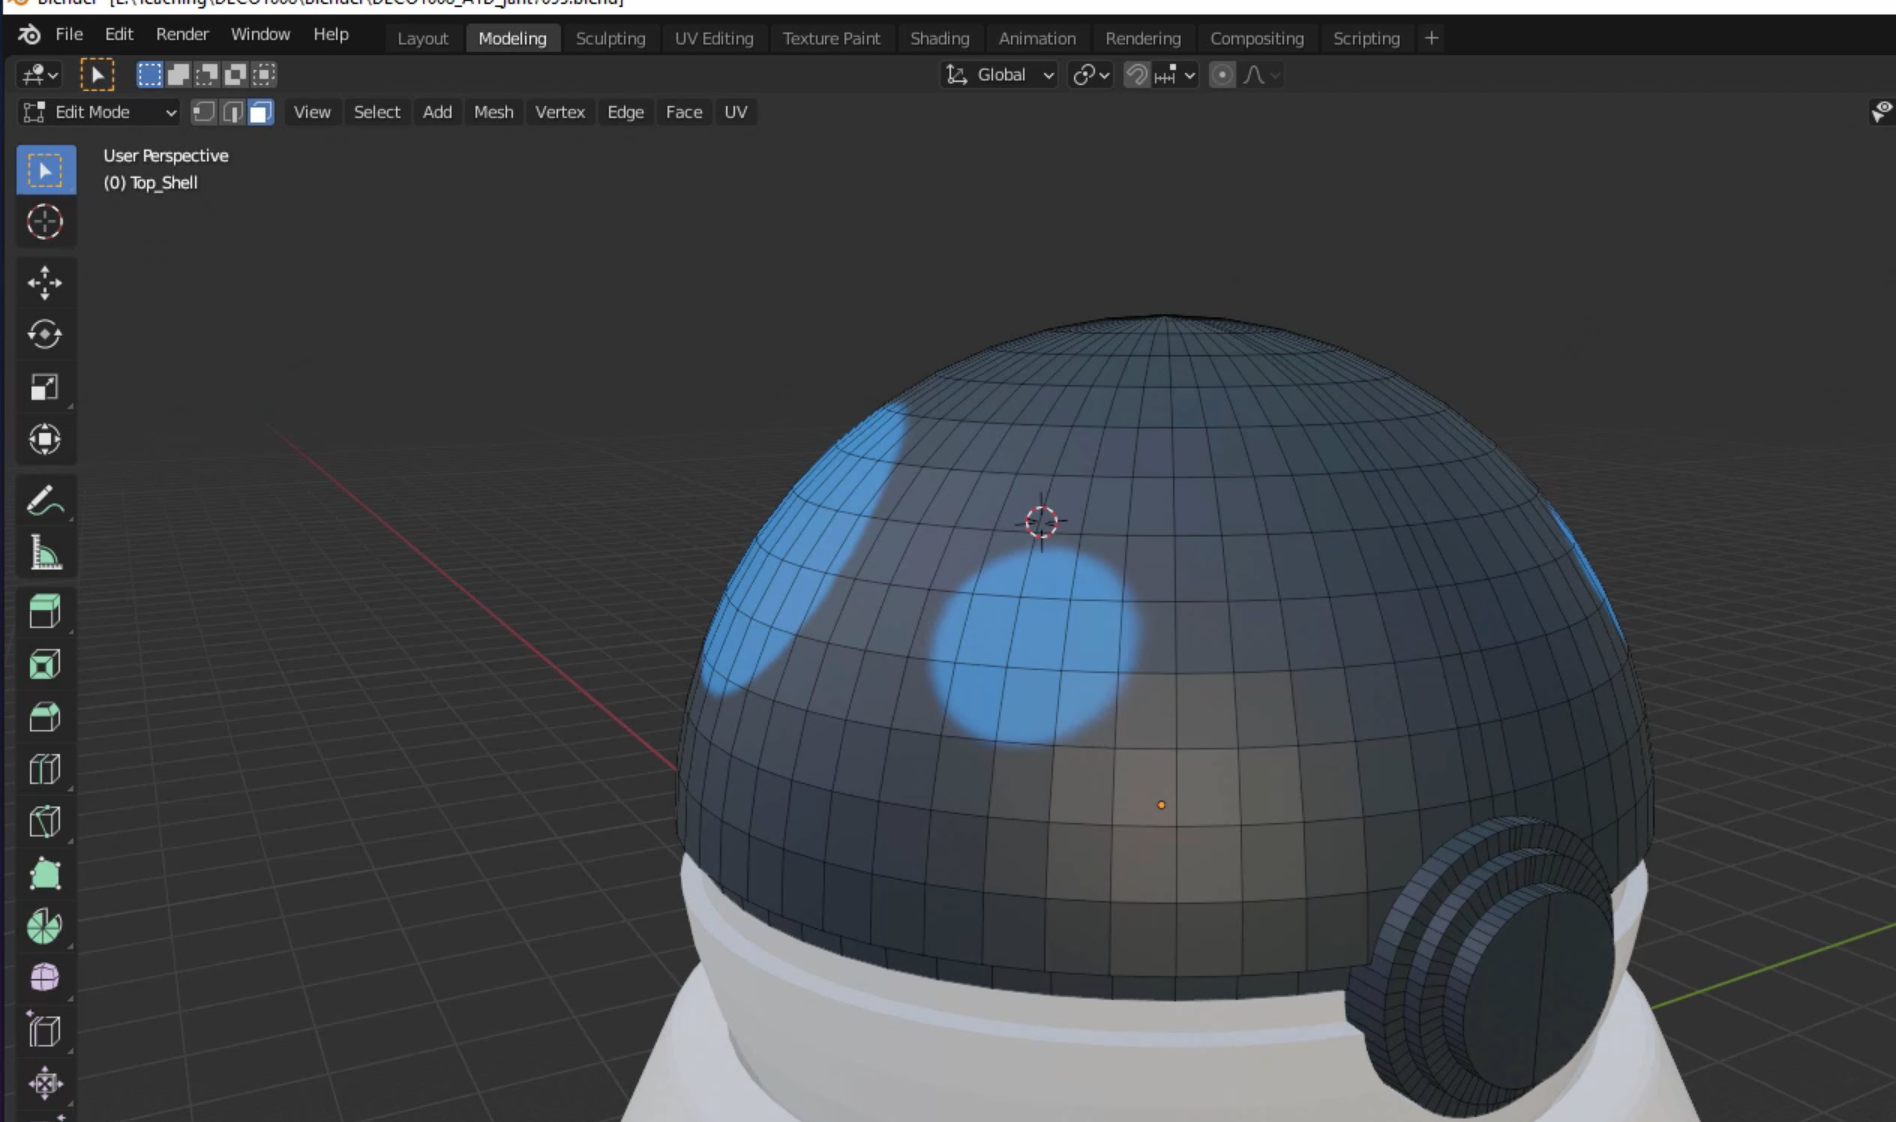 File Edit Render Window Help Layout Modeling Sculpting UV Editing Texture Paint Shading Animation Rendering Compositing Scripting +
Global
Edit Mode View Select Add Mesh Vertex Edge Face UV
User Perspective
(0) Top_Shell